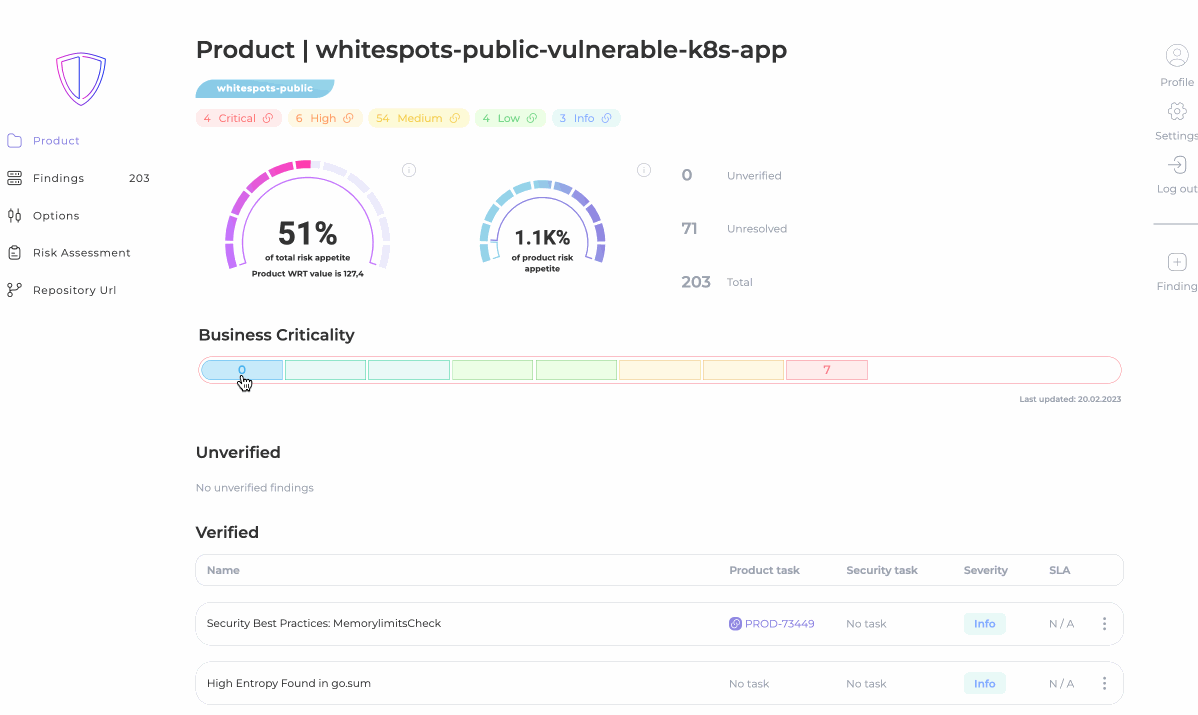 Product | whitespots-public-vulnerable-k8s-app
whitespots-public
4 Critical
6 High
54 Medium
4 Low
3 Info
Profile
Settings
Log out
Finding
Product
Findings 203
Options
Risk Assessment
Repository Url
51%
of total risk appetite
Product WRT value is 127,4
1.1K%
of product risk
appetite
0 Unverified
71 Unresolved
203 Total
Business Criticality
0
7
Last updated: 20.02.2023
Unverified
No unverified findings
Verified
Name Product task Security task Severity SLA
Security Best Practices: MemorylimitsCheck PROD-73449 No task Info N / A
High Entropy Found in go.sum No task No task Info N / A